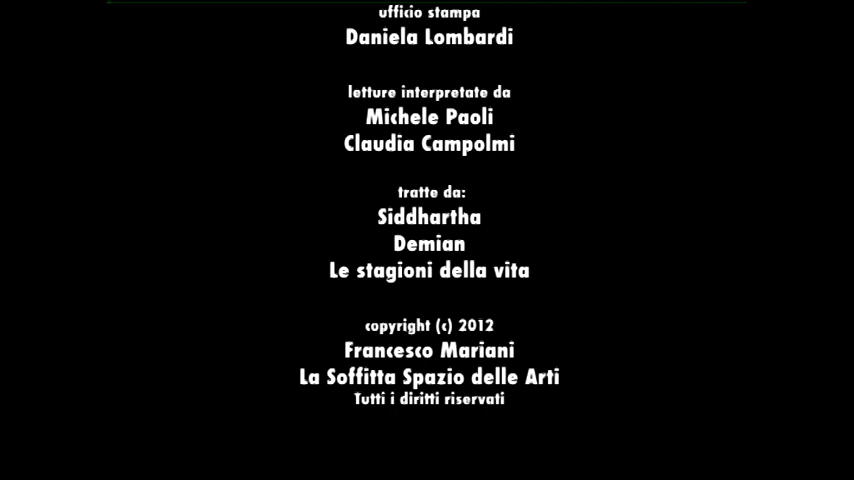 ufficio stampa
Daniela Lombardi
letture interpretate da
Michele Paoli
Claudia Campolmi
tratte da:
Siddhartha
Demian
Le stagioni della vita
copyright (c) 2012
Francesco Mariani
La Soffitta Spazio delle Arti
Tutti i diritti riservati